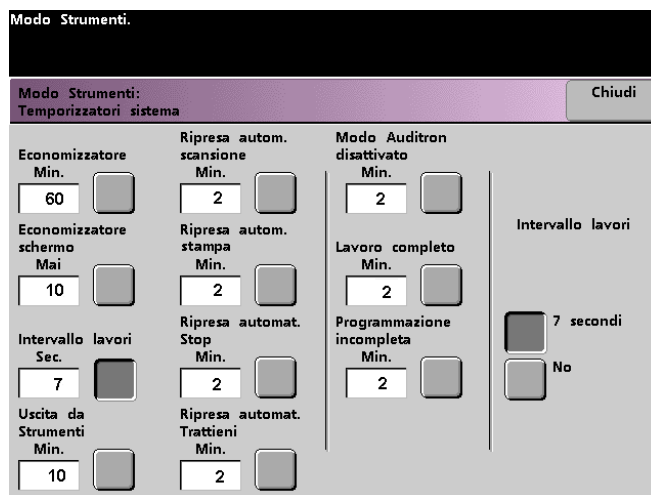 Modo Strumenti.
Modo Strumenti:
Temporizzatori sistema
Chiudi
Economizzatore
Min.
60
Economizzatore
schermo
Mai
10
Intervallo lavori
Sec.
7
Uscita da
Strumenti
Min.
10
Ripresa autom.
scansione
Min.
2
Ripresa autom.
stampa
Min.
2
Ripresa automat.
Stop
Min.
2
Ripresa automat.
Trattieni
Min.
2
Modo Auditron
disattivato
Min.
2
Lavoro completo
Min.
2
Programmazione
incompleta
Min.
2
Intervallo lavori
7 secondi
No